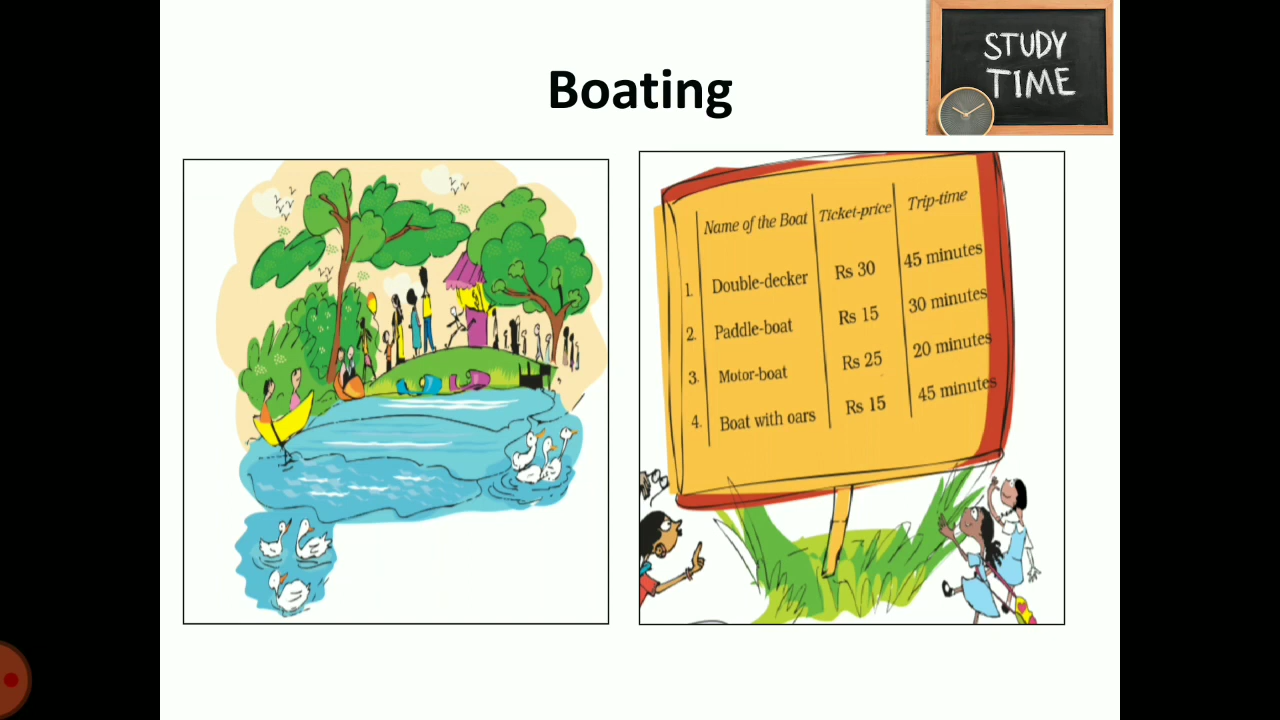 Boating
STUDY
TIME
Name of the Boat Ticket-price Trip-time
1. Double-decker Rs 30 45 minutes
2. Paddle-boat Rs 15 30 minutes
3. Motor-boat Rs 25 20 minutes
4. Boat with oars Rs 15 45 minutes